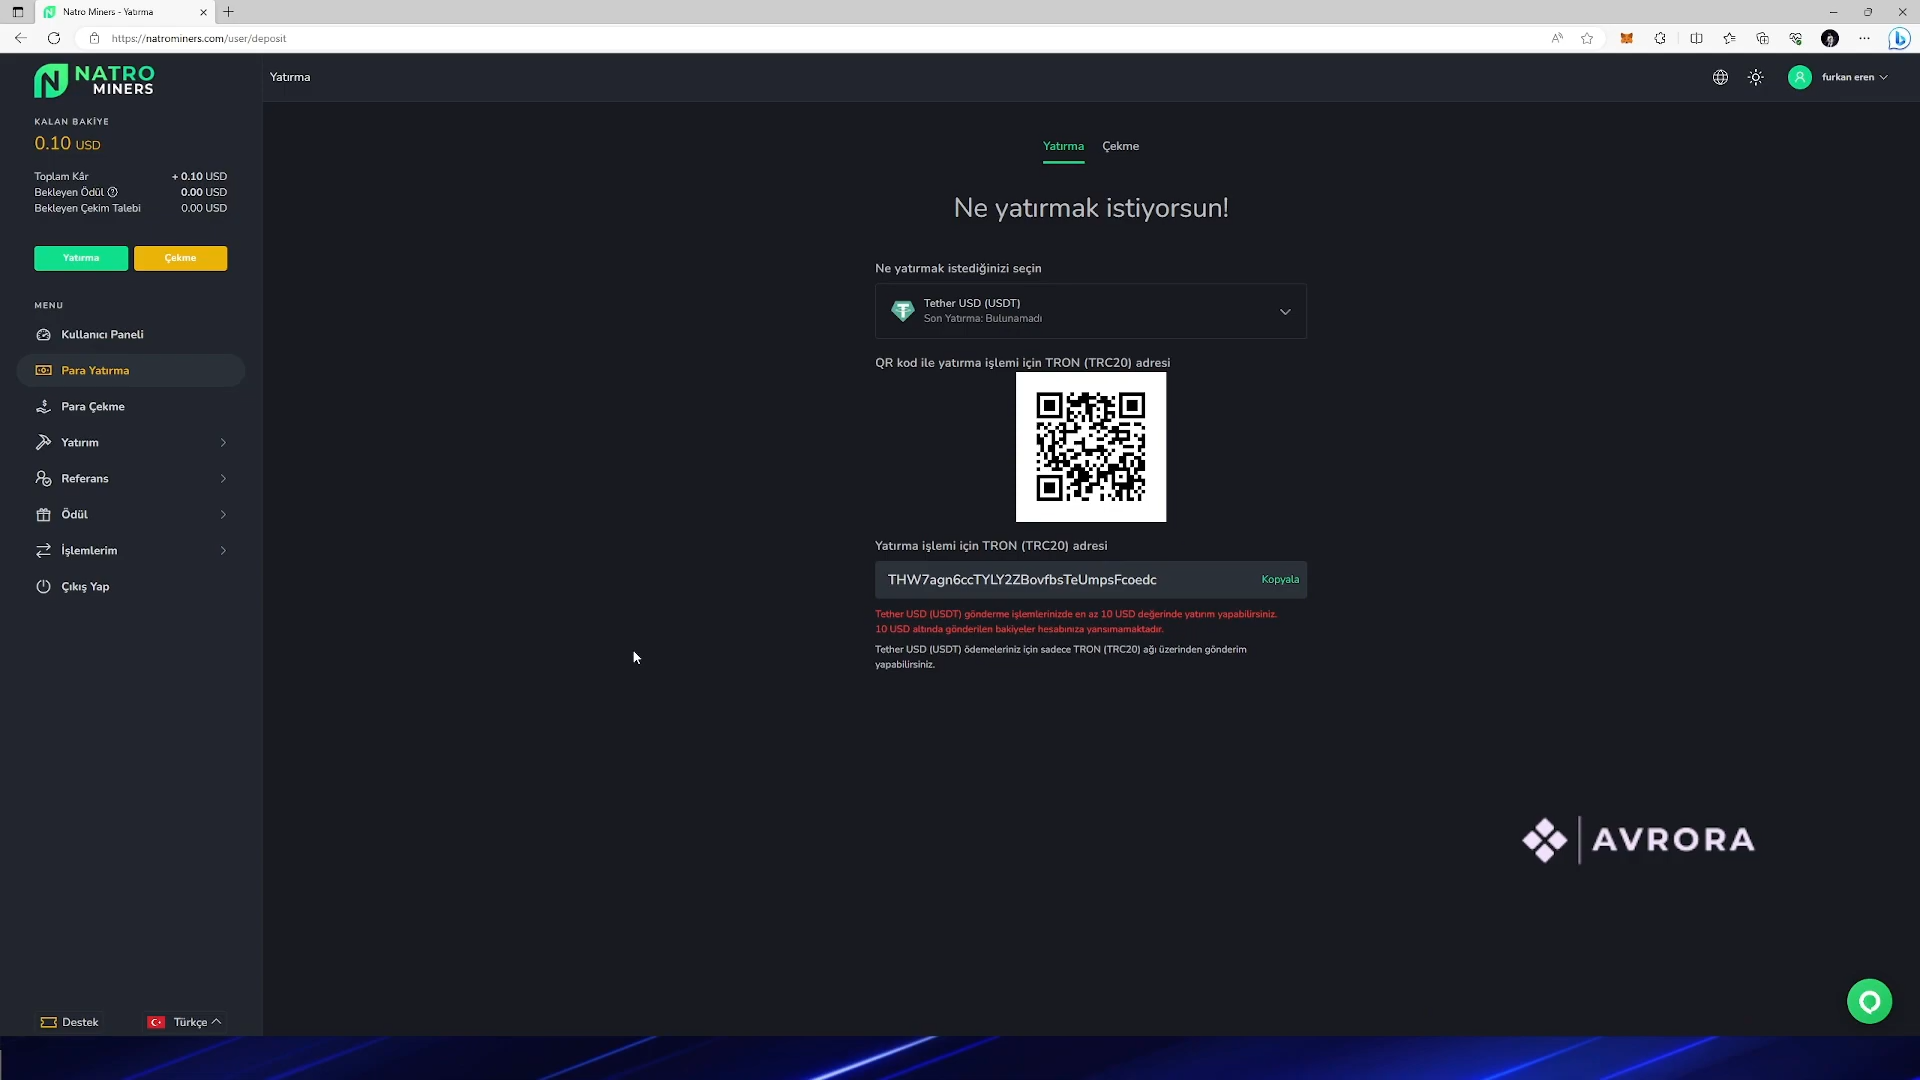 Natro Miners - Yatırma
https://natrominers.com/user/deposit
NATRO
MINERS
Yatırma
furkan eren
KALAN BAKİYE
0.10 USD
Toplam Kâr + 0.10 USD
Bekleyen Ödül 0.00 USD
Bekleyen Çekim Talebi 0.00 USD
Yatırma Çekme
MENU
Kullanıcı Paneli
Para Yatırma
Para Çekme
Yatırım
Referans
Ödül
İşlemlerim
Çıkış Yap
Destek
Türkçe
Yatırma Çekme
Ne yatırmak istiyorsun!
Ne yatırmak istediğinizi seçin
Tether USD (USDT)
Son Yatırma: Bulunamadı
QR kod ile yatırma işlemi için TRON (TRC20) adresi
Yatırma işlemi için TRON (TRC20) adresi
THW7agn6ccTYLY2ZBovfbsTeUmpsFcoedc Kopyala
Tether USD (USDT) gönderme işlemlerinizde en az 10 USD değerinde yatırım yapabilirsiniz.
10 USD altında gönderilen bakiyeler hesabınıza yansımamaktadır.
Tether USD (USDT) ödemeleriniz için sadece TRON (TRC20) ağı üzerinden gönderim
yapabilirsiniz.
AVRORA